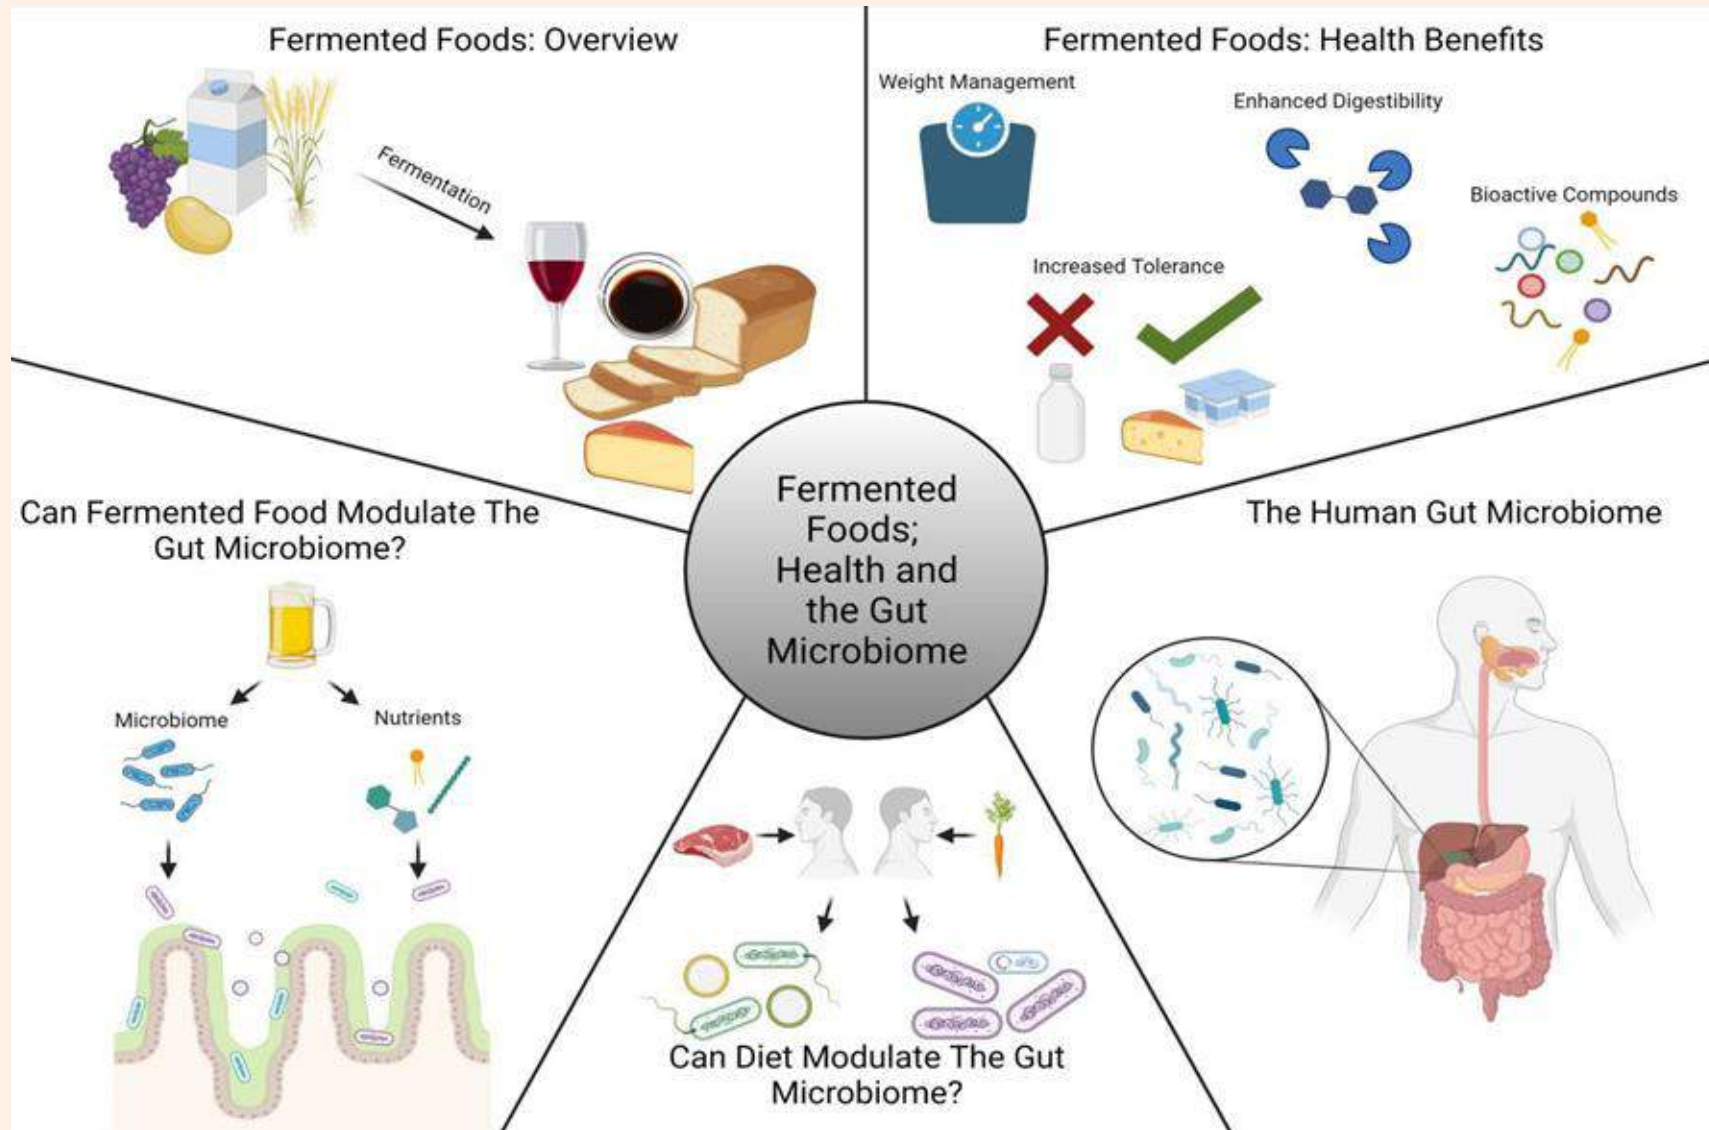 Fermented Foods: Overview
Fermentation
Fermented Foods: Health Benefits
Weight Management
Enhanced Digestibility
Bioactive Compounds
Increased Tolerance
Fermented
Foods;
Health and
the Gut
Microbiome
Can Fermented Food Modulate The
Gut Microbiome?
Microbiome
Nutrients
Can Diet Modulate The Gut
Microbiome?
The Human Gut Microbiome